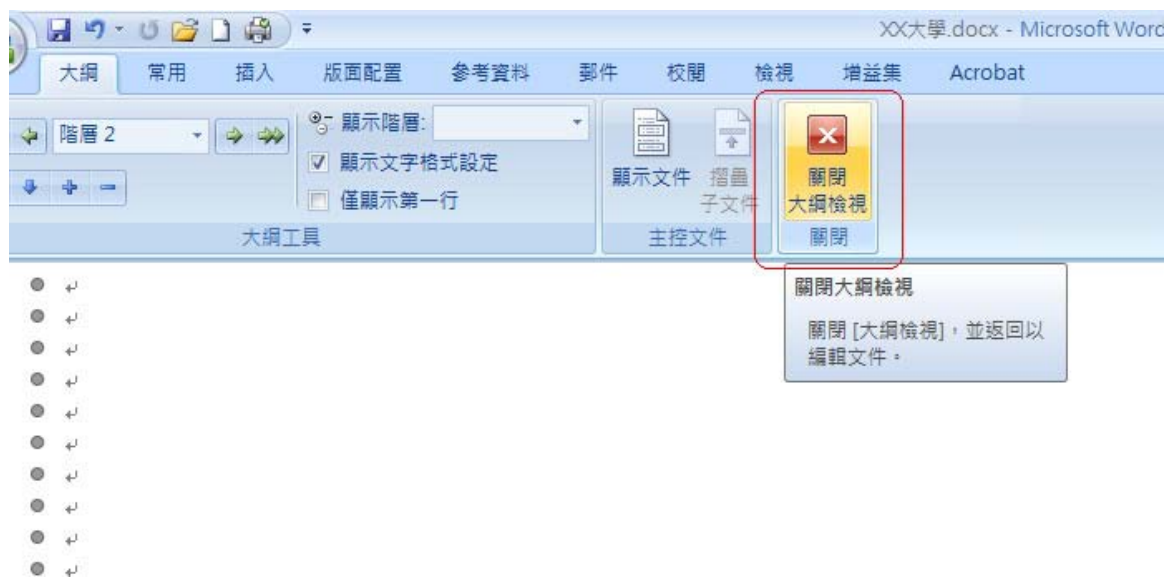 XX大學.docx - Microsoft Word
大綱 常用 插入 版面配置 參考資料 郵件 校閱 檢視 增益集 Acrobat
階層 2
顯示階層:
顯示文字格式設定
僅顯示第一行
大綱工具
顯示文件
摺疊
子文件
主控文件
關閉
大綱檢視
關閉
關閉大綱檢視
關閉 [大綱檢視]，並返回以
編輯文件。